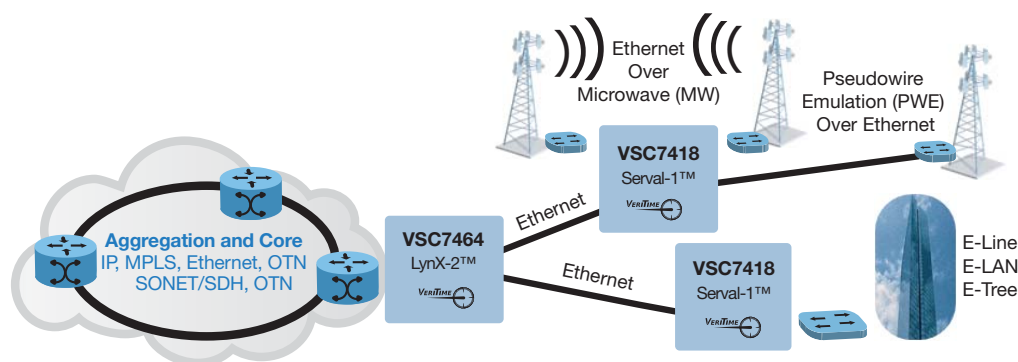 Ethernet
Over
Microwave (MW)
Pseudowire
Emulation (PWE)
Over Ethernet
VSC7418
Serval-1™
VERITIME
Ethernet
Aggregation and Core
IP, MPLS, Ethernet, OTN
SONET/SDH, OTN
VSC7464
LynX-2™
VERITIME
Ethernet
VSC7418
Serval-1™
VERITIME
E-Line
E-LAN
E-Tree